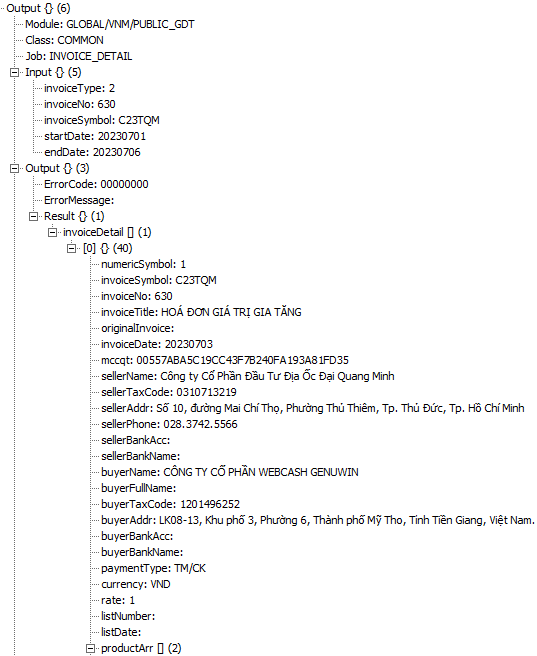 Output {} (6)
Module: GLOBAL/VNM/PUBLIC_GDT
Class: COMMON
Job: INVOICE_DETAIL
Input {} (5)
invoiceType: 2
invoiceNo: 630
invoiceSymbol: C23TQM
startDate: 20230701
endDate: 20230706
Output {} (3)
ErrorCode: 00000000
ErrorMessage:
Result {} (1)
invoiceDetail [] (1)
[0] {} (40)
numericSymbol: 1
invoiceSymbol: C23TQM
invoiceNo: 630
invoiceTitle: HOÁ ĐƠN GIÁ TRỊ GIA TĂNG
originalInvoice:
invoiceDate: 20230703
mccqt: 00557ABA5C19CC43F7B240FA193A81FD35
sellerName: Công ty Cổ Phần Đầu Tư Địa Ốc Đại Quang Minh
sellerTaxCode: 0310713219
sellerAddr: Số 10, đường Mai Chí Thọ, Phường Thủ Thiêm, Tp. Thủ Đức, Tp. Hồ Chí Minh
sellerPhone: 028.3742.5566
sellerBankAcc:
sellerBankName:
buyerName: CÔNG TY CỔ PHẦN WEBCASH GENUWIN
buyerFullName:
buyerTaxCode: 1201496252
buyerAddr: LK08-13, Khu phố 3, Phường 6, Thành phố Mỹ Tho, Tỉnh Tiền Giang, Việt Nam.
buyerBankAcc:
buyerBankName:
paymentType: TM/CK
currency: VND
rate: 1
listNumber:
listDate:
productArr [] (2)